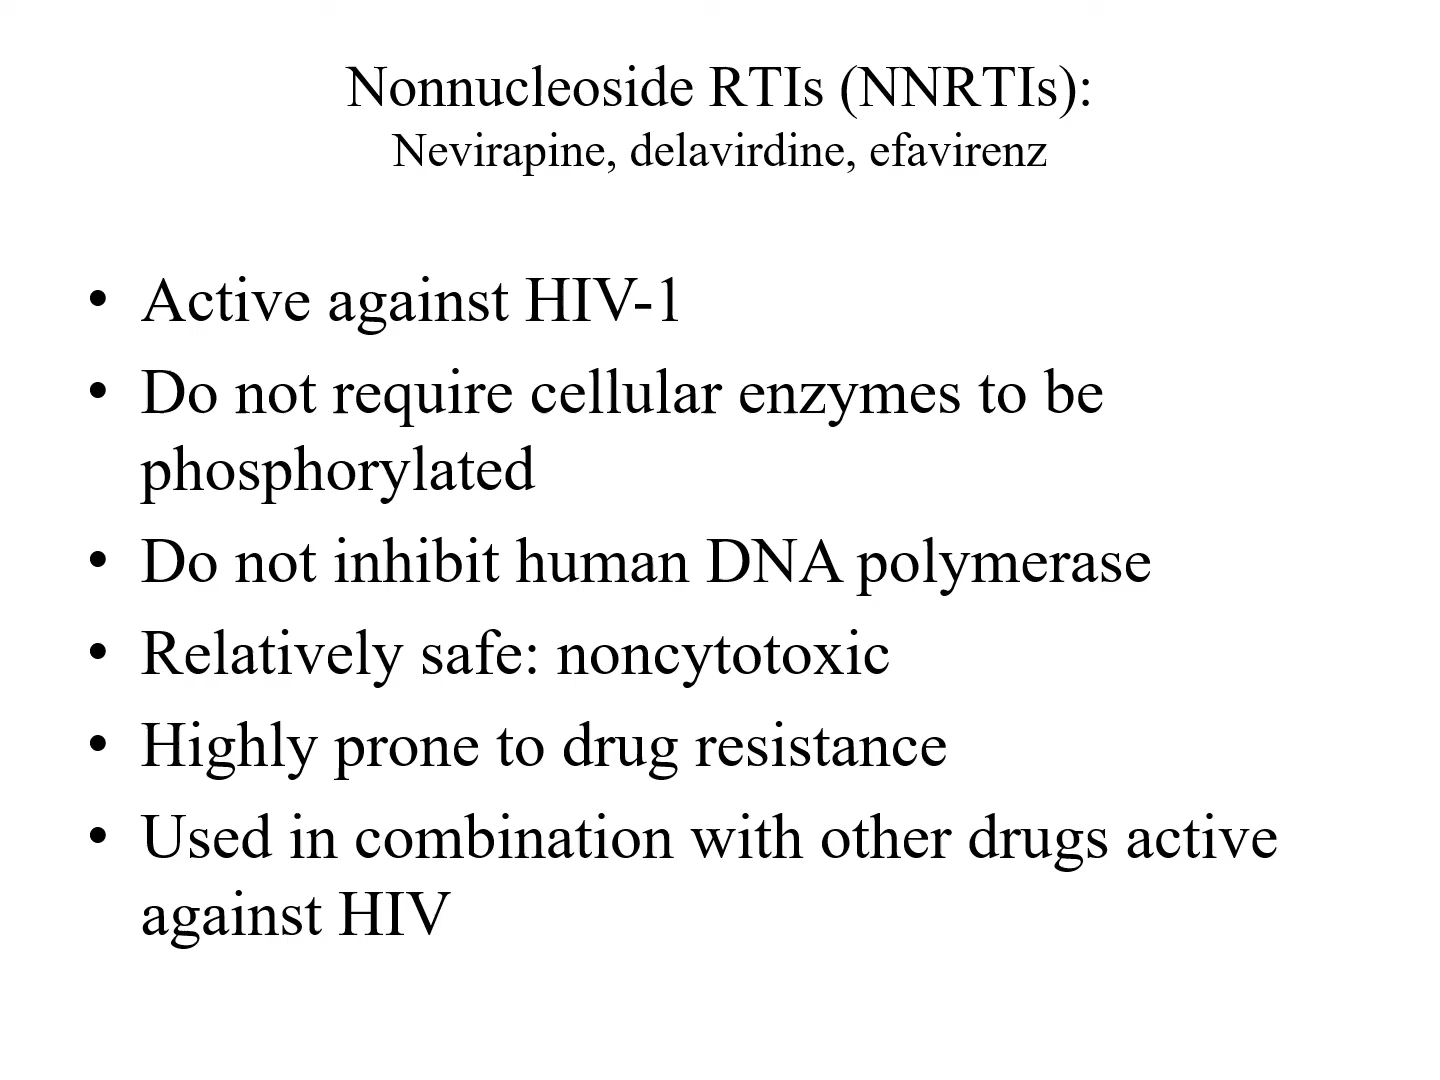 Nonnucleoside RTIs (NNRTIs):
Nevirapine, delavirdine, efavirenz
• Active against HIV-1
• Do not require cellular enzymes to be
phosphorylated
• Do not inhibit human DNA polymerase
• Relatively safe: noncytotoxic
• Highly prone to drug resistance
• Used in combination with other drugs active
against HIV